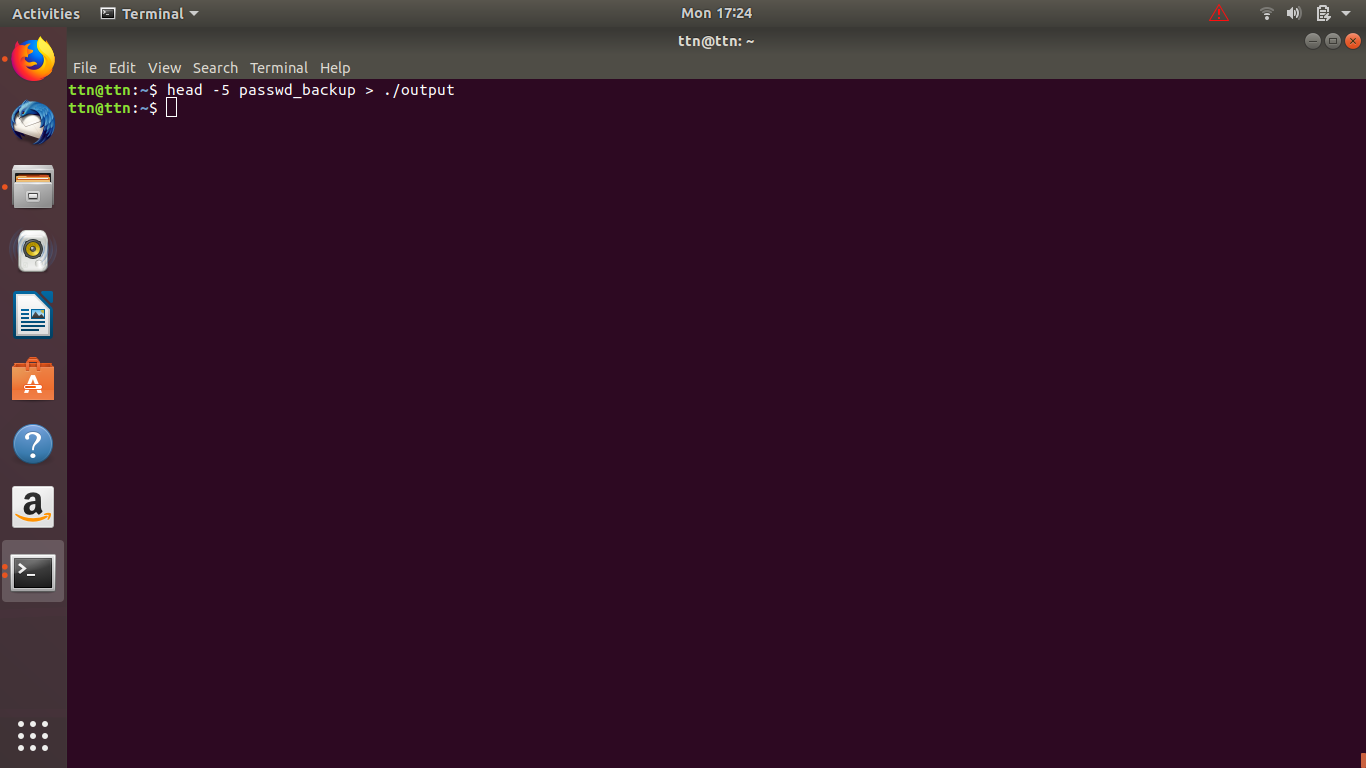 Activities Terminal Mon 17:24
ttn@ttn: ~
File Edit View Search Terminal Help
ttn@ttn:~$ head -5 passwd_backup > ./output
ttn@ttn:~$